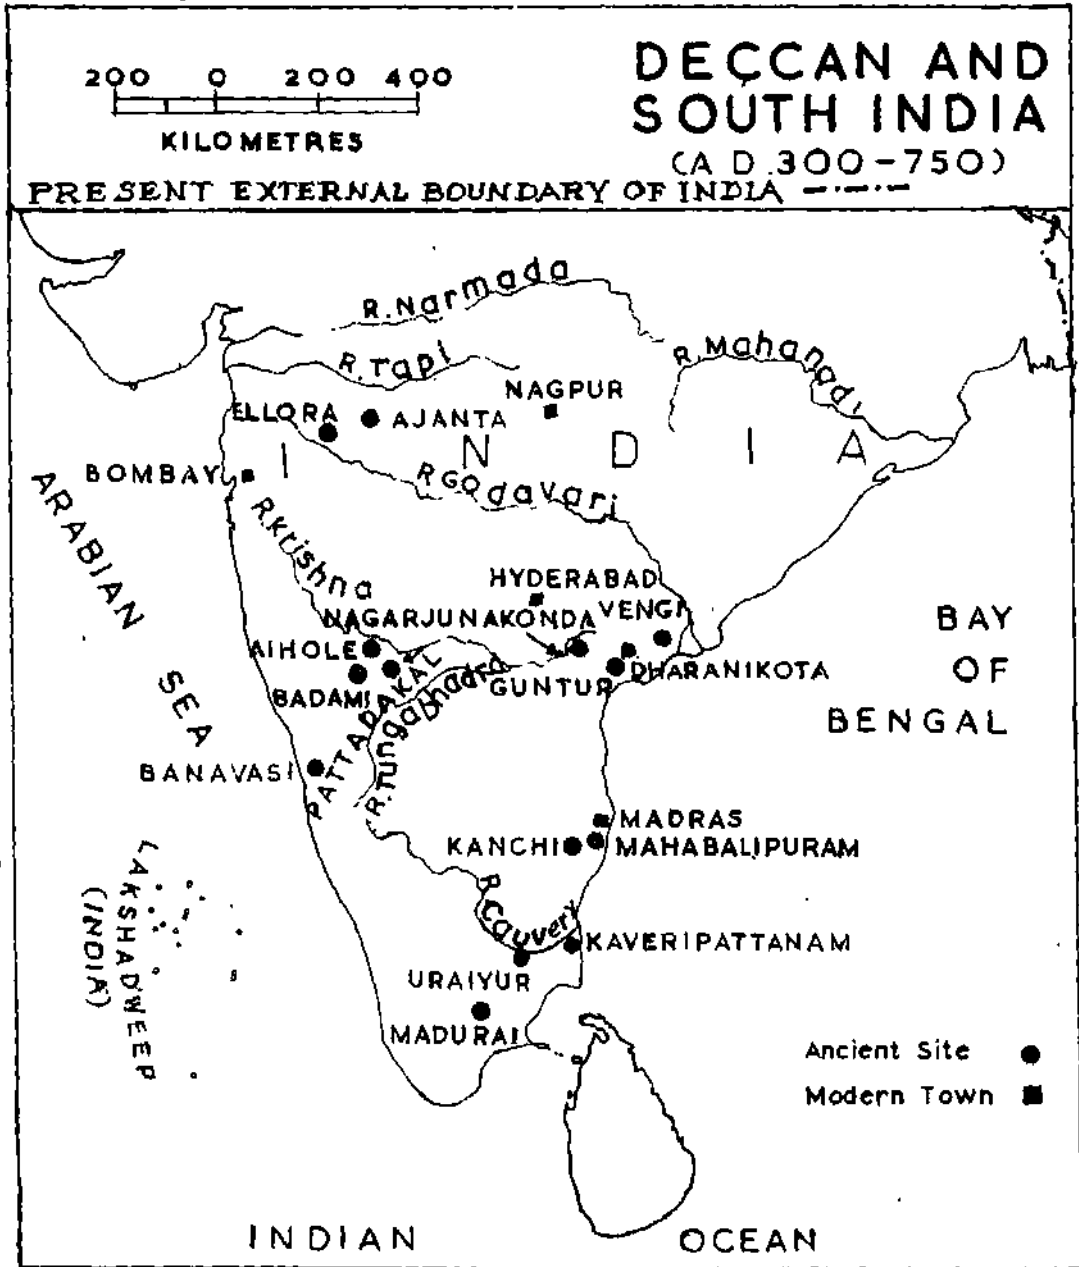 200 0 200 400
KILOMETRES
DECCAN AND
SOUTH INDIA
(A D. 300-750)
PRESENT EXTERNAL BOUNDARY OF INDIA
R. Narmada
R. Tapi
R. Mahanadi
NAGPUR
ELLORA
AJANTA
INDIA
BOMBAY
R Godavari
R. Krishna
ARABIAN SEA
HYDERABAD
NAGARJUNAKONDA
VENGI
AIHOLE
BADAMI
PATTADAKAL
R. Tungabhadra
GUNTUR
DHARANIKOTA
BAY
OF
BENGAL
BANAVASI
MADRAS
KANCHI
MAHABALIPURAM
LAKSHADWEEP
(INDIA)
R. Cauvery
KAVERIPATTANAM
URAIYUR
MADURAI
Ancient Site
Modern Town
INDIAN OCEAN